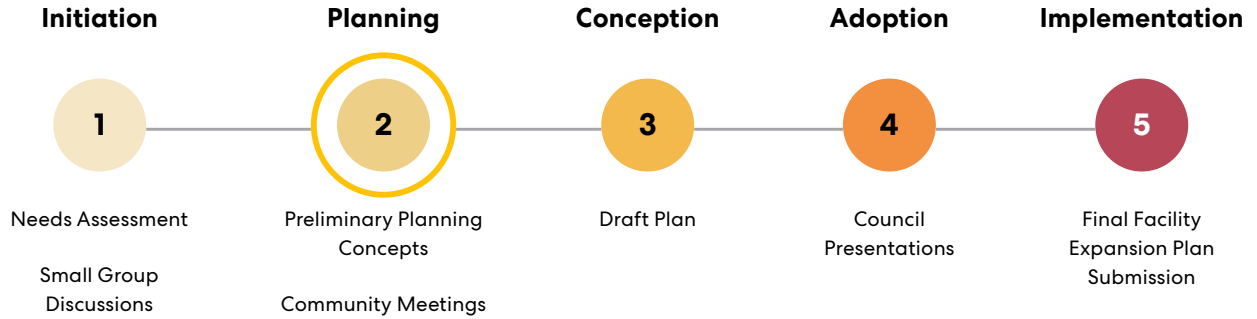 Initiation
Planning
Conception
Adoption
Implementation
1
2
3
4
5
Needs Assessment
Small Group
Discussions
Preliminary Planning
Concepts
Community Meetings
Draft Plan
Council
Presentations
Final Facility
Expansion Plan
Submission